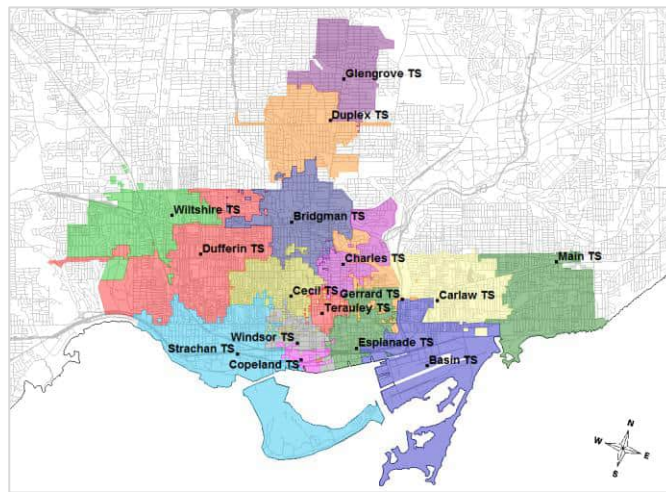 Glengrove TS
Duplex TS
Wiltshire TS
Bridgman TS
Dufferin TS
Charles TS
Main TS
Cecil TS
Gerrard TS
Carlaw TS
Terauley TS
Windsor TS
Esplanade TS
Strachan TS
Copeland TS
Basin TS
N
W
E
S